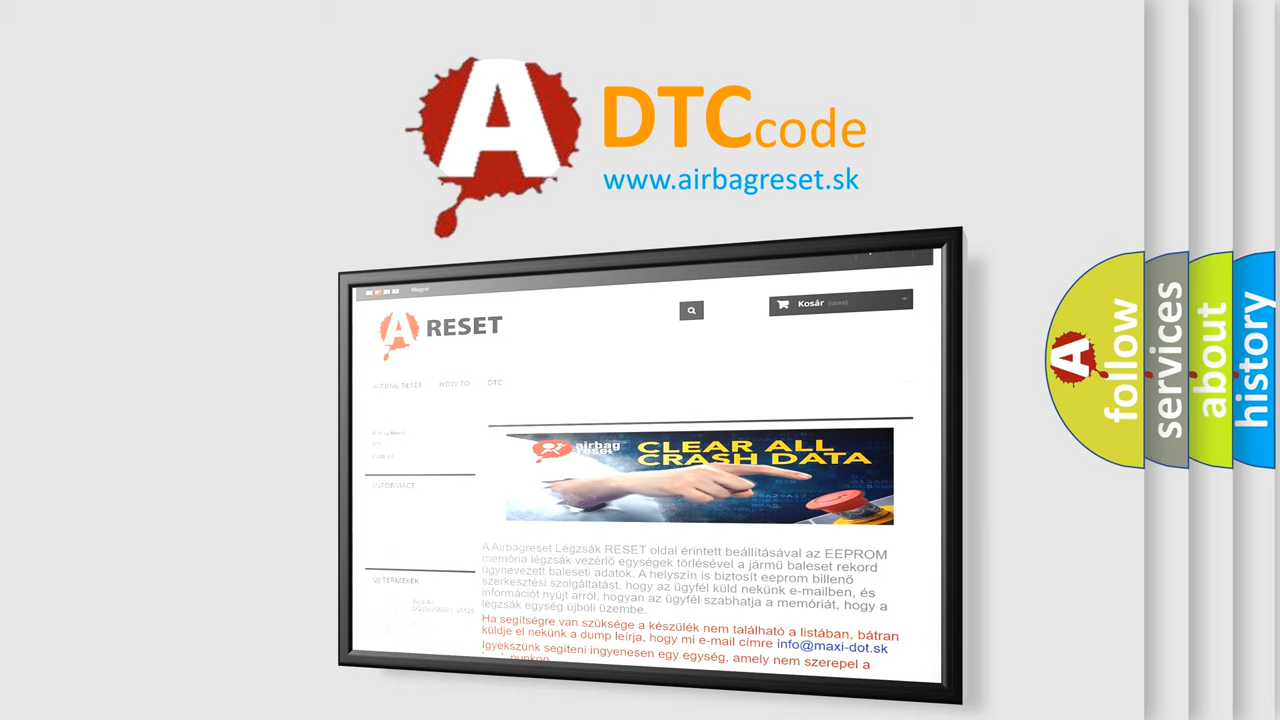 A
DTCcode
www.airbagreset.sk
Magyar
A RESET
Kosár (üres)
AIRBAG RESET HOW TO DTC
INFORMACE
ÚJ TERMÉKEK
airbag
reset
CLEAR ALL
CRASH DATA
A Airbagreset Légzsák RESET oldal érintett beállításával az EEPROM
memória légzsák vezérlő egységek törlésével a jármű baleset rekord
úgynevezett baleseti adatok. A helyszín is biztosít eeprom billenő
szerkesztési szolgáltatást, hogy az ügyfél küld nekünk e-mailben, és
információt nyújt arról, hogyan az ügyfél szabhatja a memóriát, hogy a
légzsák egység újbóli üzembe.
Ha segítségre van szüksége a készülék nem található a listában, bátran
küldje el nekünk a dump leírja, hogy mi e-mail címre info@maxi-dot.sk
Igyekszünk segíteni ingyenesen egy egység, amely nem szerepel a
A
follow
services
about
history